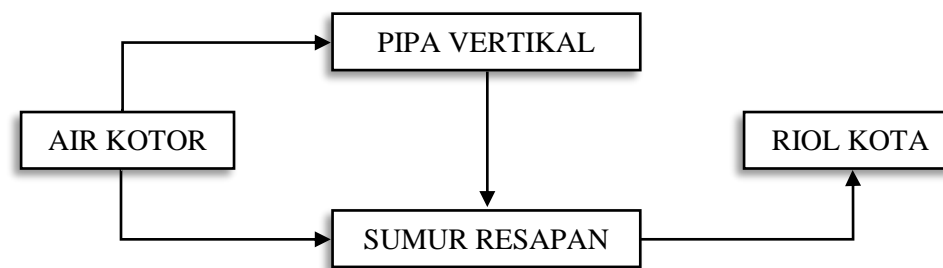 PIPA VERTIKAL
AIR KOTOR
RIOL KOTA
SUMUR RESAPAN